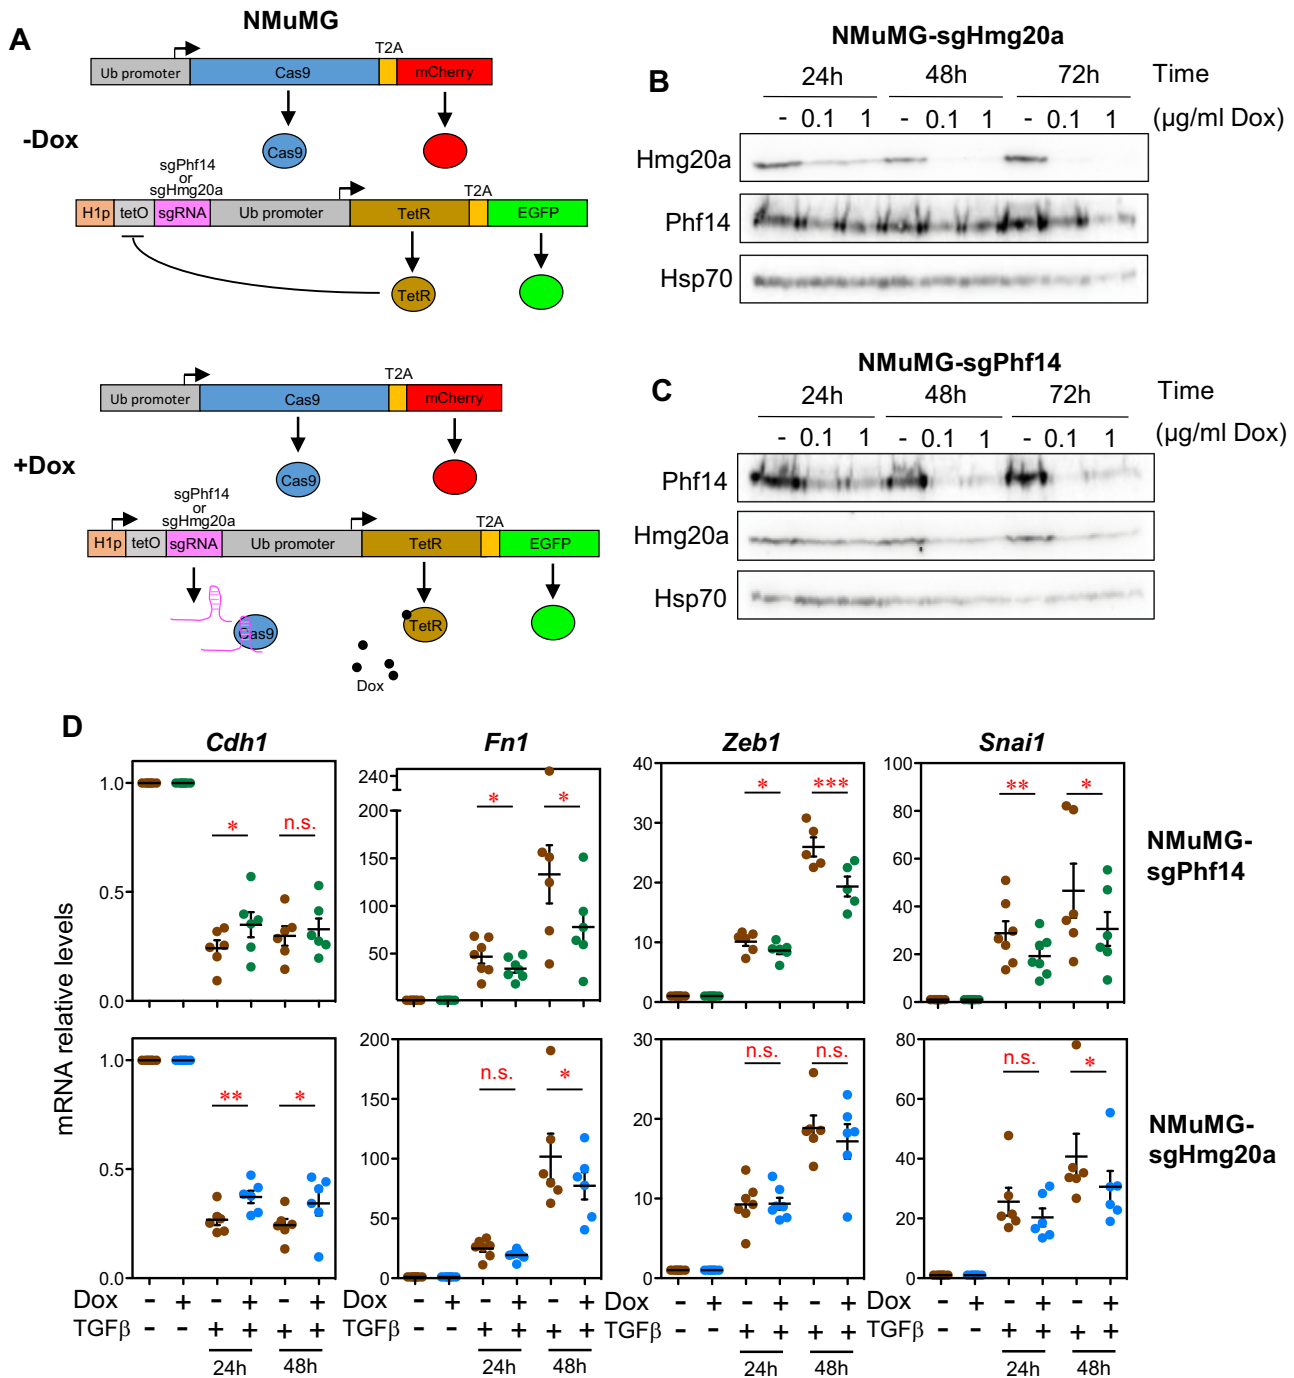 A
NMuMG
T2A
Ub promoter
Cas9
mCherry
-Dox
Cas9
sgPhf14
or
sgHmg20a
T2A
H1p
tetO
sgRNA
Ub promoter
TetR
EGFP
TetR
T2A
Ub promoter
Cas9
mCherry
+Dox
Cas9
sgPhf14
or
sgHmg20a
T2A
H1p
tetO
sgRNA
Ub promoter
TetR
EGFP
Cas9
TetR
Dox
NMuMG-sgHmg20a
B
24h 48h 72h Time
- 0.1 1 - 0.1 1 - 0.1 1 (µg/ml Dox)
Hmg20a
Phf14
Hsp70
NMuMG-sgPhf14
C
24h 48h 72h Time
- 0.1 1 - 0.1 1 - 0.1 1 (µg/ml Dox)
Phf14
Hmg20a
Hsp70
D
mRNA relative levels
Cdh1
1.0
0.5
0.0
* n.s.
Fn1
240
200
150
100
50
* *
Zeb1
40
30
20
10
0
* ***
Snai1
100
80
60
40
20
0
** *
NMuMG-
sgPhf14
1.0
0.5
0.0
** *
200
150
100
50
0
n.s. *
30
20
10
0
n.s. n.s.
80
60
40
20
0
n.s. *
NMuMG-
sgHmg20a
Dox - + - + - +
TGFβ - - + + + +
24h 48h
Dox - + - + - +
TGFβ - - + + + +
24h 48h
Dox - + - + - +
TGFβ - - + + + +
24h 48h
Dox - + - + - +
TGFβ - - + + + +
24h 48h